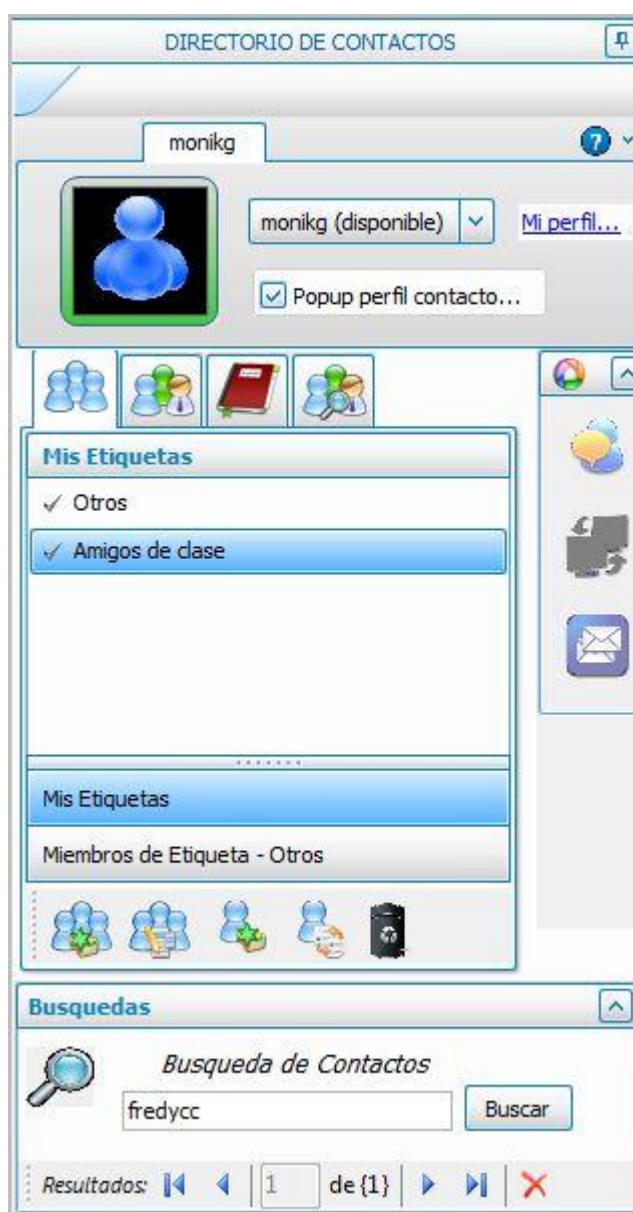 DIRECTORIO DE CONTACTOS
monikg
?
monikg (disponible)
Mi perfil...
Popup perfil contacto...
Mis Etiquetas
Otros
Amigos de clase
Mis Etiquetas
Miembros de Etiqueta - Otros
Busquedas
Busqueda de Contactos
fredycc
Buscar
Resultados: 1 de {1}